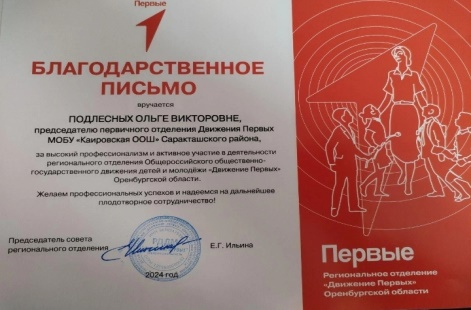 Первые
БЛАГОДАРСТВЕННОЕ
ПИСЬМО
вручается
ПОДЛЕСНЫХ ОЛЬГЕ ВИКТОРОВНЕ,
председателю первичного отделения Движения Первых
МОБУ «Каировская ООШ» Саракташского района,
за высокий профессионализм и активное участие в деятельности
регионального отделения Общероссийского общественно-
государственного движения детей и молодёжи «Движение Первых»
Оренбургской области.
Желаем профессиональных успехов и надеемся на дальнейшее
плодотворное сотрудничество!
Председатель совета
регионального отделения
Е.Г. Ильина
2024 год
Первые
Региональное отделение
«Движение Первых»
Оренбургской области